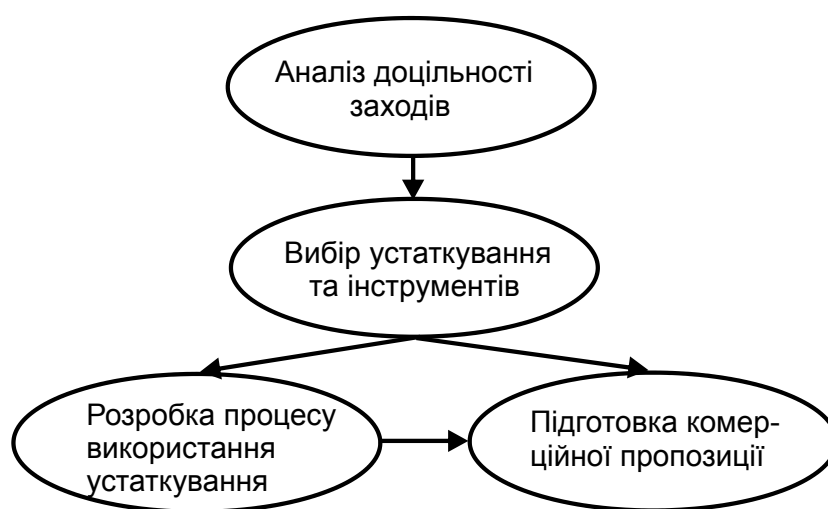 Аналіз доцільності
заходів
Вибір устаткування
та інструментів
Розробка процесу
використання
устаткування
Підготовка комер-
ційної пропозиції